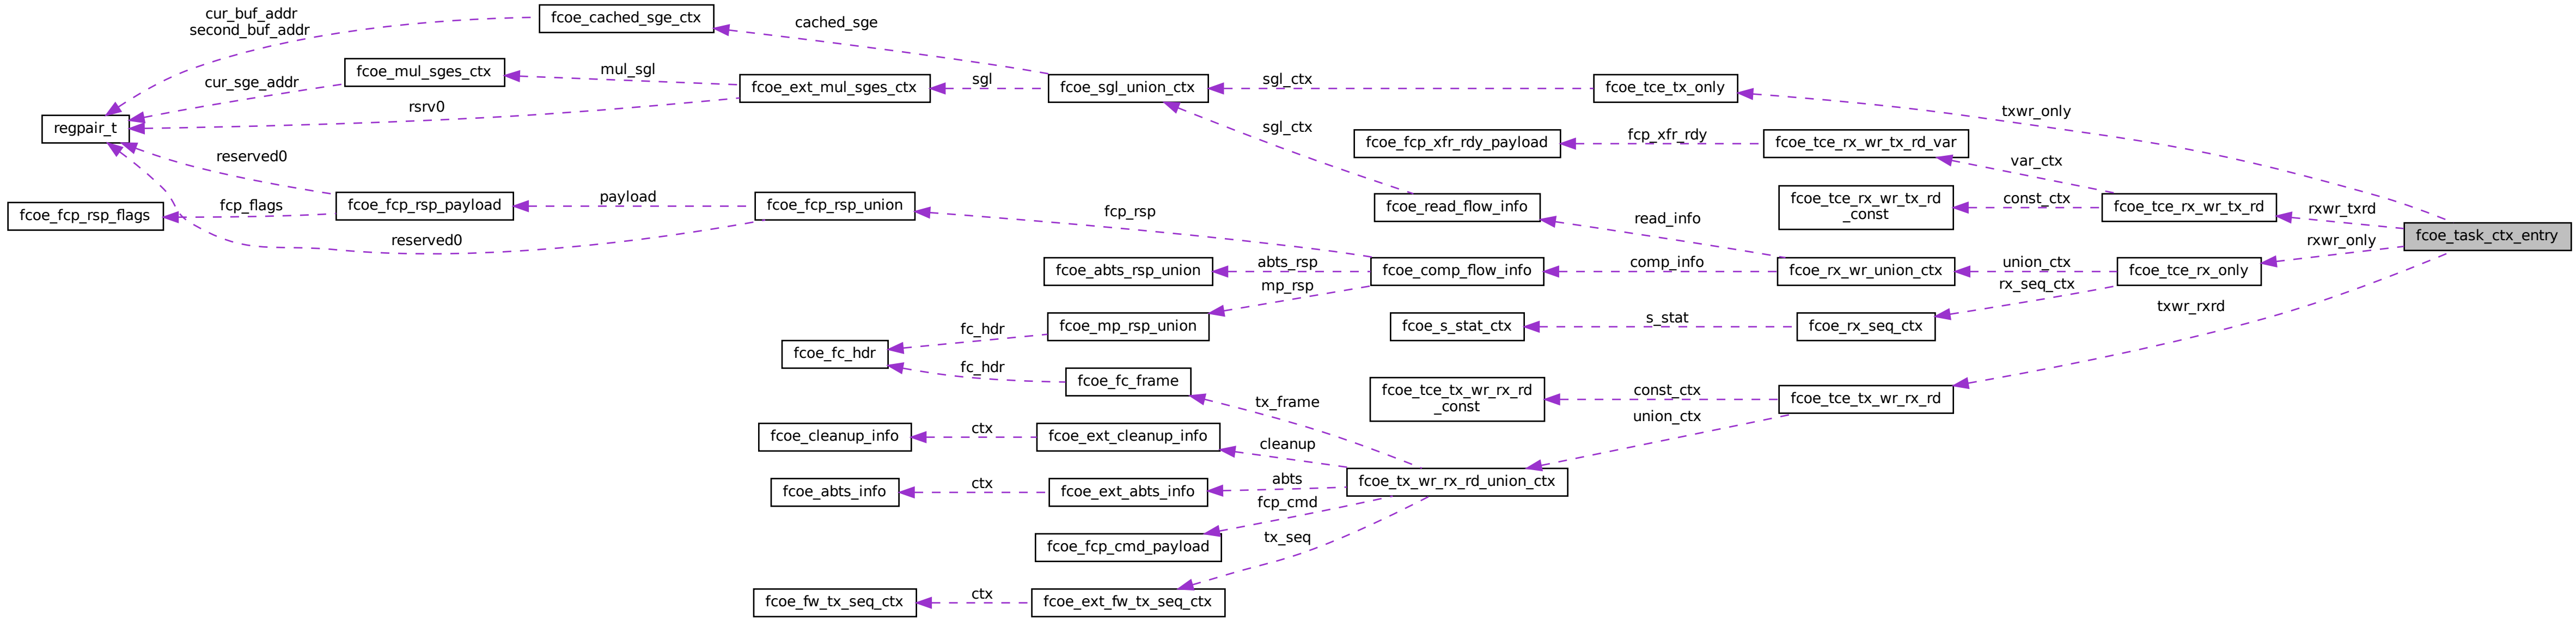 cur_buf_addr
second_buf_addr
fcoe_cached_sge_ctx
cached_sge
fcoe_mul_sges_ctx
mul_sgl
cur_sge_addr
fcoe_ext_mul_sges_ctx
sgl
fcoe_sgl_union_ctx
sgl_ctx
fcoe_tce_tx_only
txwr_only
rsrv0
regpair_t
sgl_ctx
fcoe_fcp_xfr_rdy_payload
fcp_xfr_rdy
fcoe_tce_rx_wr_tx_rd_var
var_ctx
reserved0
fcoe_fcp_rsp_flags
fcp_flags
fcoe_fcp_rsp_payload
payload
fcoe_fcp_rsp_union
fcp_rsp
fcoe_read_flow_info
read_info
fcoe_tce_rx_wr_tx_rd
_const
const_ctx
fcoe_tce_rx_wr_tx_rd
rxwr_txrd
fcoe_task_ctx_entry
reserved0
rxwr_only
fcoe_abts_rsp_union
abts_rsp
fcoe_comp_flow_info
comp_info
fcoe_rx_wr_union_ctx
union_ctx
fcoe_tce_rx_only
mp_rsp
rx_seq_ctx
txwr_rxrd
fcoe_mp_rsp_union
fc_hdr
fcoe_s_stat_ctx
s_stat
fcoe_rx_seq_ctx
fcoe_fc_hdr
fc_hdr
fcoe_fc_frame
tx_frame
fcoe_tce_tx_wr_rx_rd
_const
const_ctx
fcoe_tce_tx_wr_rx_rd
union_ctx
fcoe_cleanup_info
ctx
fcoe_ext_cleanup_info
cleanup
fcoe_tx_wr_rx_rd_union_ctx
fcoe_abts_info
ctx
fcoe_ext_abts_info
abts
fcp_cmd
fcoe_fcp_cmd_payload
tx_seq
fcoe_fw_tx_seq_ctx
ctx
fcoe_ext_fw_tx_seq_ctx